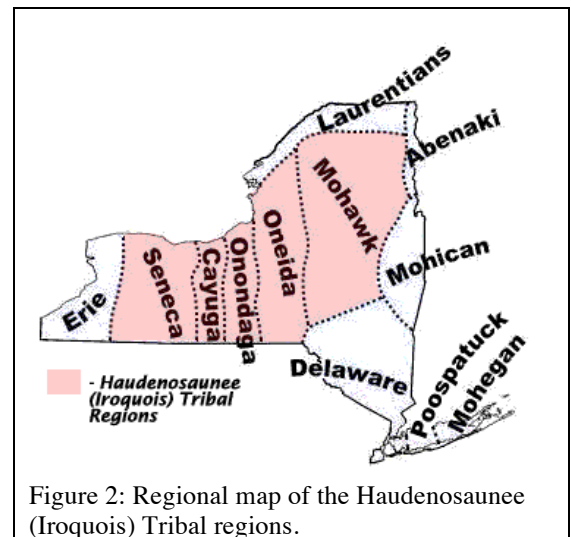 Laurentians
Abenaki
Mohawk
Mohican
Oneida
Onondaga
Cayuga
Seneca
Erie
Delaware
Poospatuck
Mohegan
- Haudenosaunee
(Iroquois) Tribal
Regions
Figure 2: Regional map of the Haudenosaunee
(Iroquois) Tribal regions.